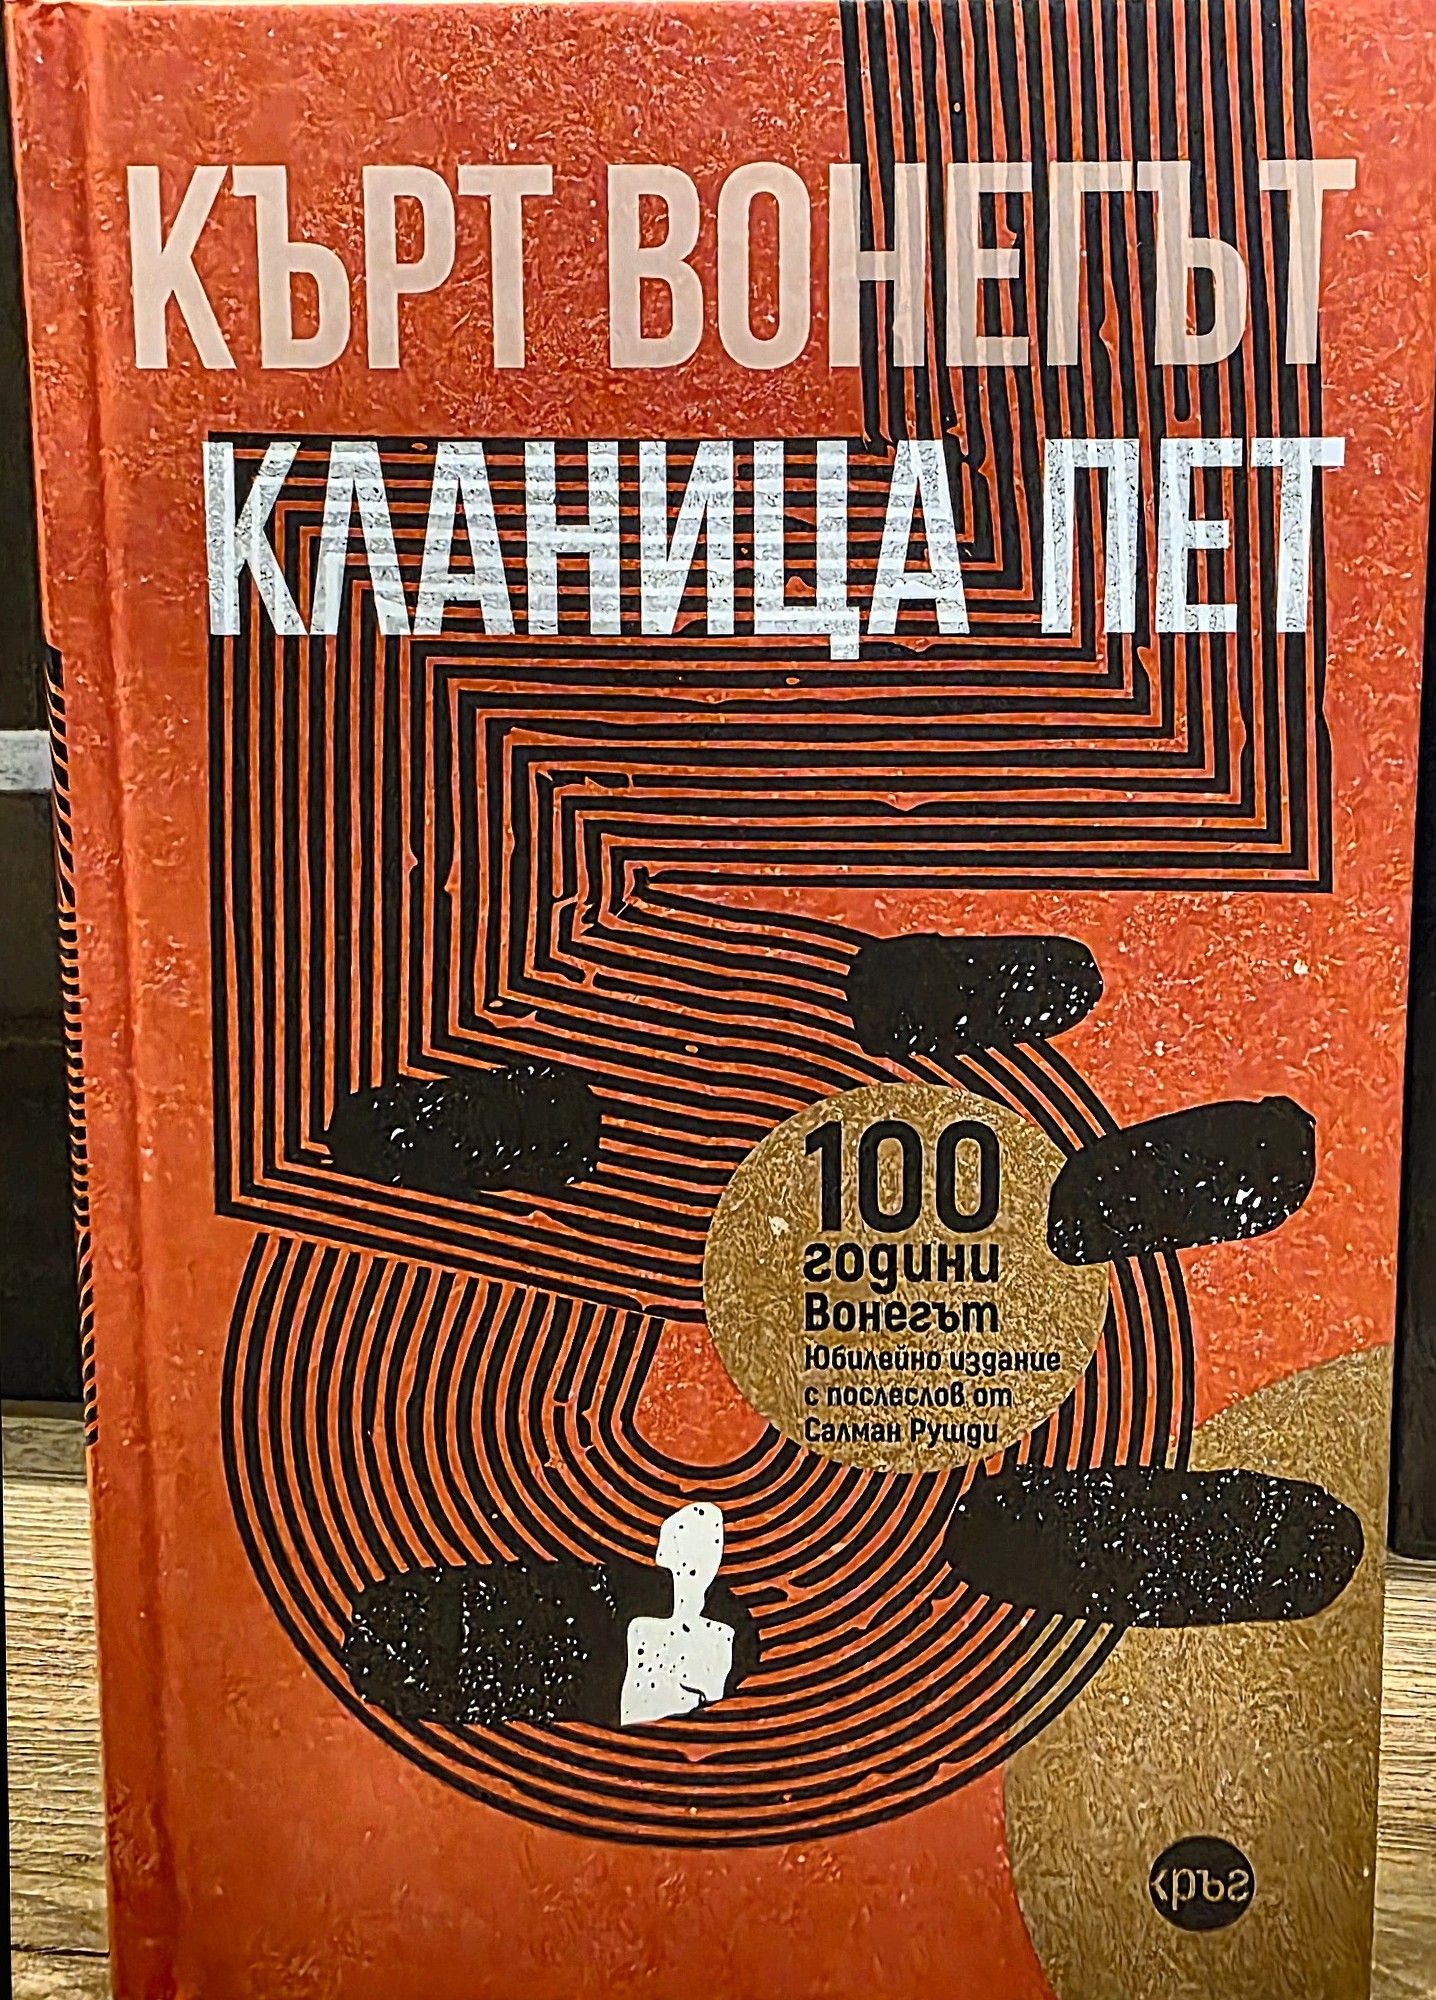 КЪРТ ВОНЕГЪТ
КЛАНИЦА ПЕТ
100
години
Вонегът
Юбилейно издание
с послеслов от
Салман Рушди
кръг